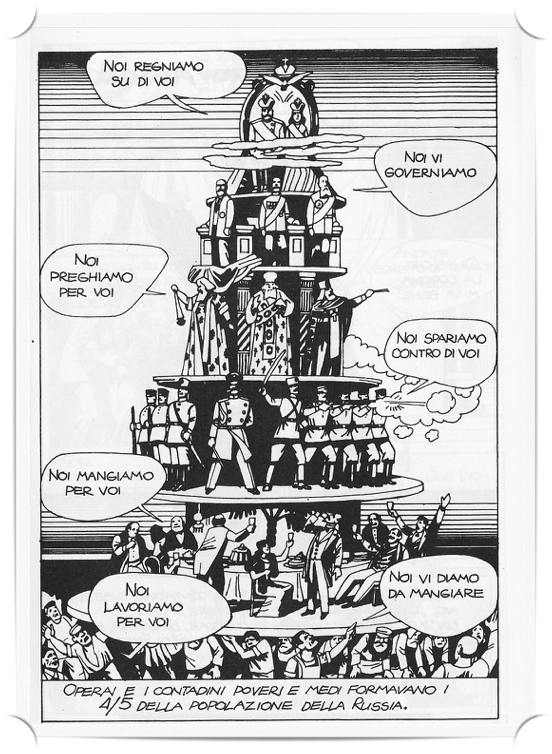 NOI REGNIAMO
SU DI VOI
NOI VI
GOVERNIAMO
NOI
PREGHIAMO
PER VOI
NOI SPARIAMO
CONTRO DI VOI
NOI MANGIAMO
PER VOI
NOI
LAVORIAMO
PER VOI
NOI VI DIAMO
DA MANGIARE
OPERAI E I CONTADINI POVERI E MEDI FORMAVANO I
4/5 DELLA POPOLAZIONE DELLA RUSSIA.